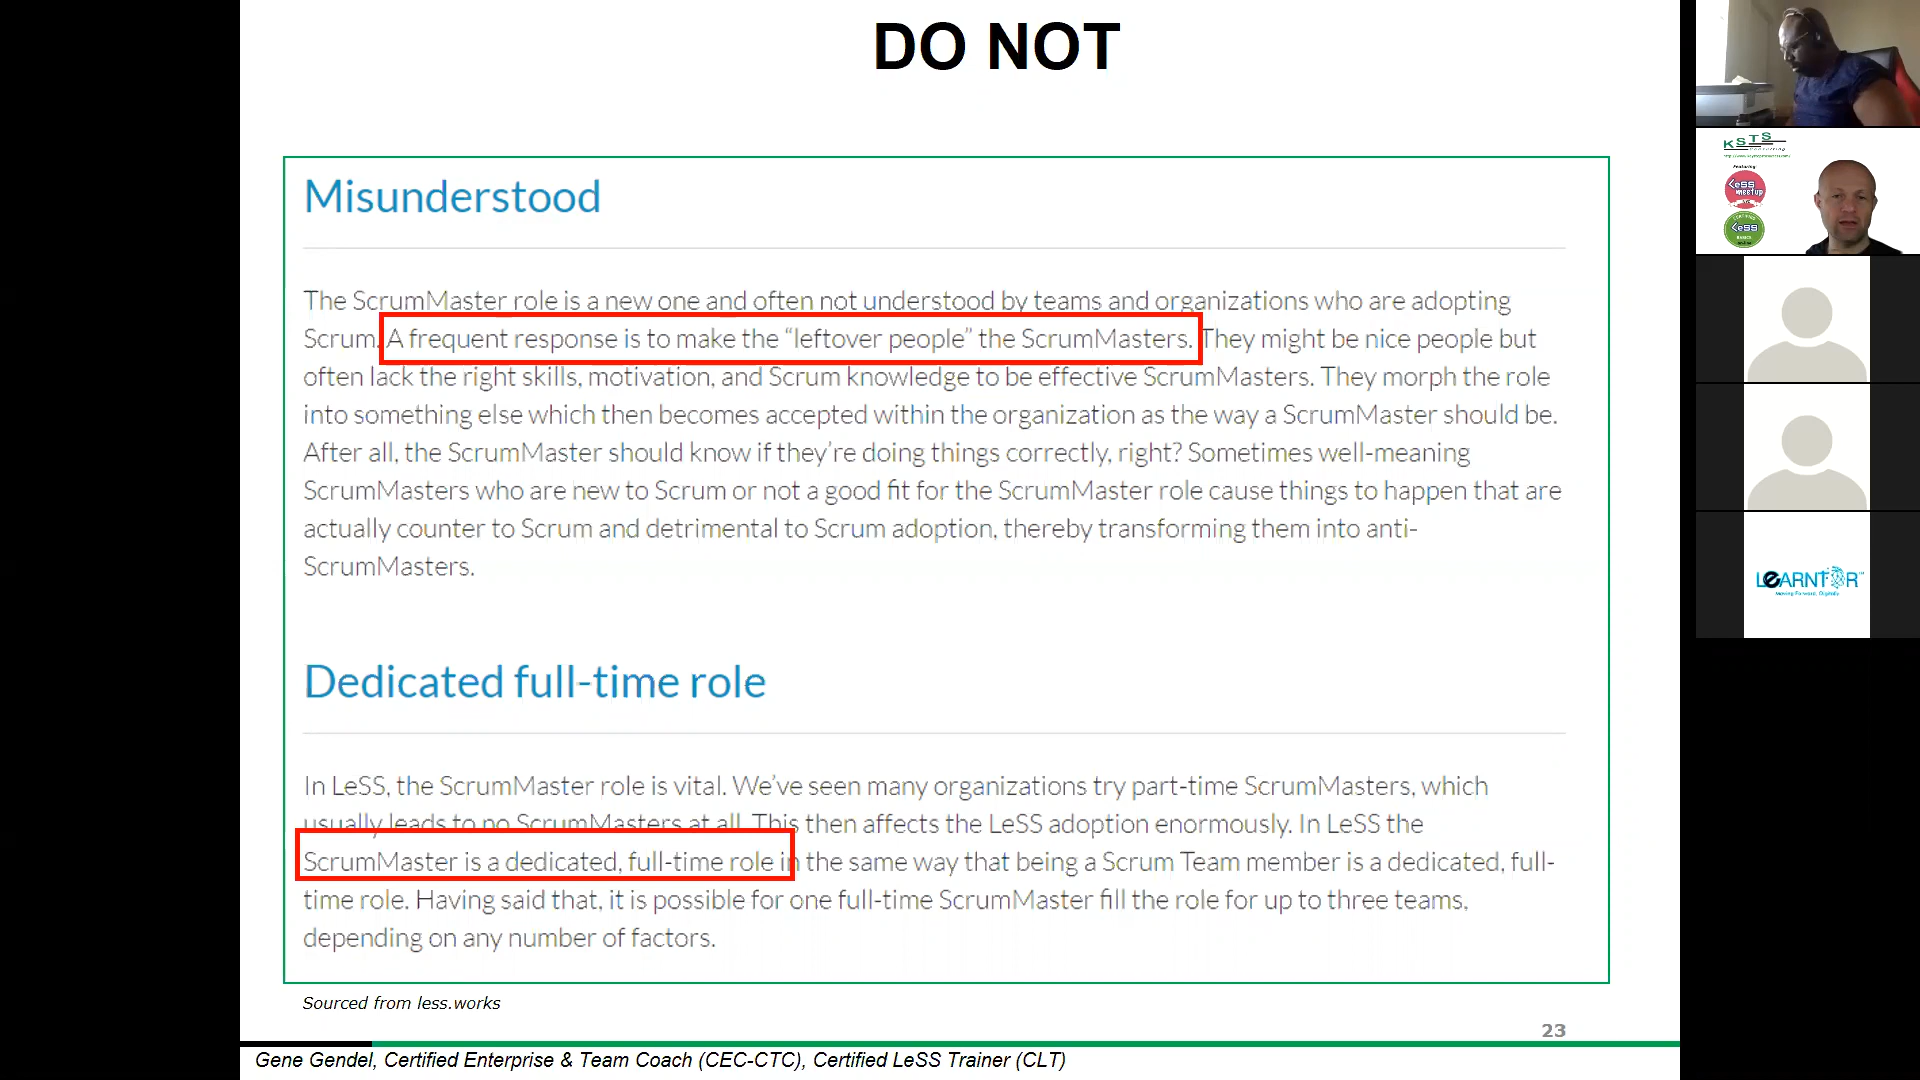 DO NOT
Misunderstood
The ScrumMaster role is a new one and often not understood by teams and organizations who are adopting
Scrum. A frequent response is to make the “leftover people” the ScrumMasters. They might be nice people but
often lack the right skills, motivation, and Scrum knowledge to be effective ScrumMasters. They morph the role
into something else which then becomes accepted within the organization as the way a ScrumMaster should be.
After all, the ScrumMaster should know if they’re doing things correctly, right? Sometimes well-meaning
ScrumMasters who are new to Scrum or not a good fit for the ScrumMaster role cause things to happen that are
actually counter to Scrum and detrimental to Scrum adoption, thereby transforming them into anti-
ScrumMasters.
Dedicated full-time role
In LeSS, the ScrumMaster role is vital. We’ve seen many organizations try part-time ScrumMasters, which
usually leads to no ScrumMasters at all. This then affects the LeSS adoption enormously. In LeSS the
ScrumMaster is a dedicated, full-time role in the same way that being a Scrum Team member is a dedicated, full-
time role. Having said that, it is possible for one full-time ScrumMaster fill the role for up to three teams,
depending on any number of factors.
Sourced from less.works
23
Gene Gendel, Certified Enterprise & Team Coach (CEC-CTC), Certified LeSS Trainer (CLT)
KSTS
Consulting
Featuring
LeSS
meetup
CERTIFIED
LeSS
BASICS
LEARNTOR
Moving Forward, Digitally